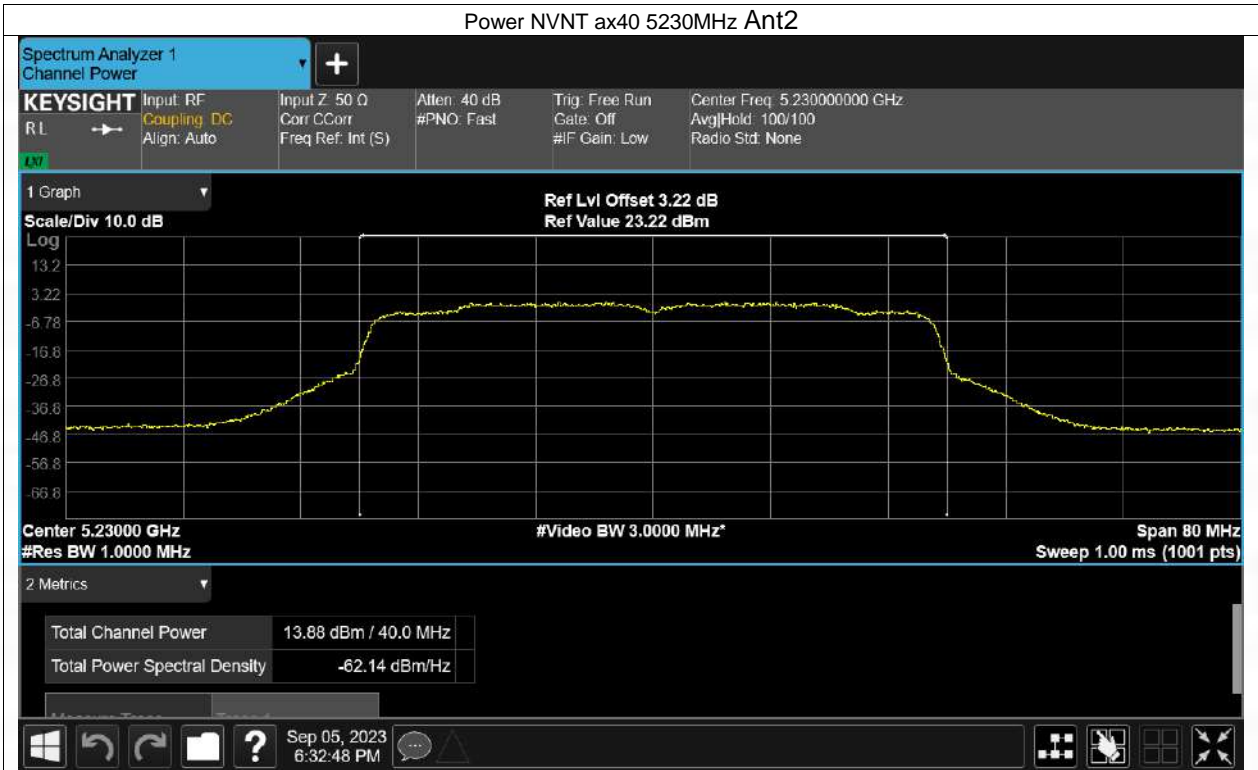 Power NVNT ax40 5230MHz Ant2
Spectrum Analyzer 1
Channel Power
KEYSIGHT
RL
LXI
Input: RF
Coupling: DC
Align: Auto
Input Z: 50 Ω
Corr CCorr
Freq Ref: Int (S)
Atten: 40 dB
#PNO: Fast
Trig: Free Run
Gate: Off
#IF Gain: Low
Center Freq: 5.230000000 GHz
Avg|Hold: 100/100
Radio Std: None
1 Graph
Scale/Div 10.0 dB
Ref Lvl Offset 3.22 dB
Ref Value 23.22 dBm
Log
13.2
3.22
-6.78
-16.8
-26.8
-36.8
-46.8
-56.8
-66.8
Center 5.23000 GHz
#Res BW 1.0000 MHz
#Video BW 3.0000 MHz*
Span 80 MHz
Sweep 1.00 ms (1001 pts)
2 Metrics
Total Channel Power 13.88 dBm / 40.0 MHz
Total Power Spectral Density -62.14 dBm/Hz
?
Sep 05, 2023
6:32:48 PM